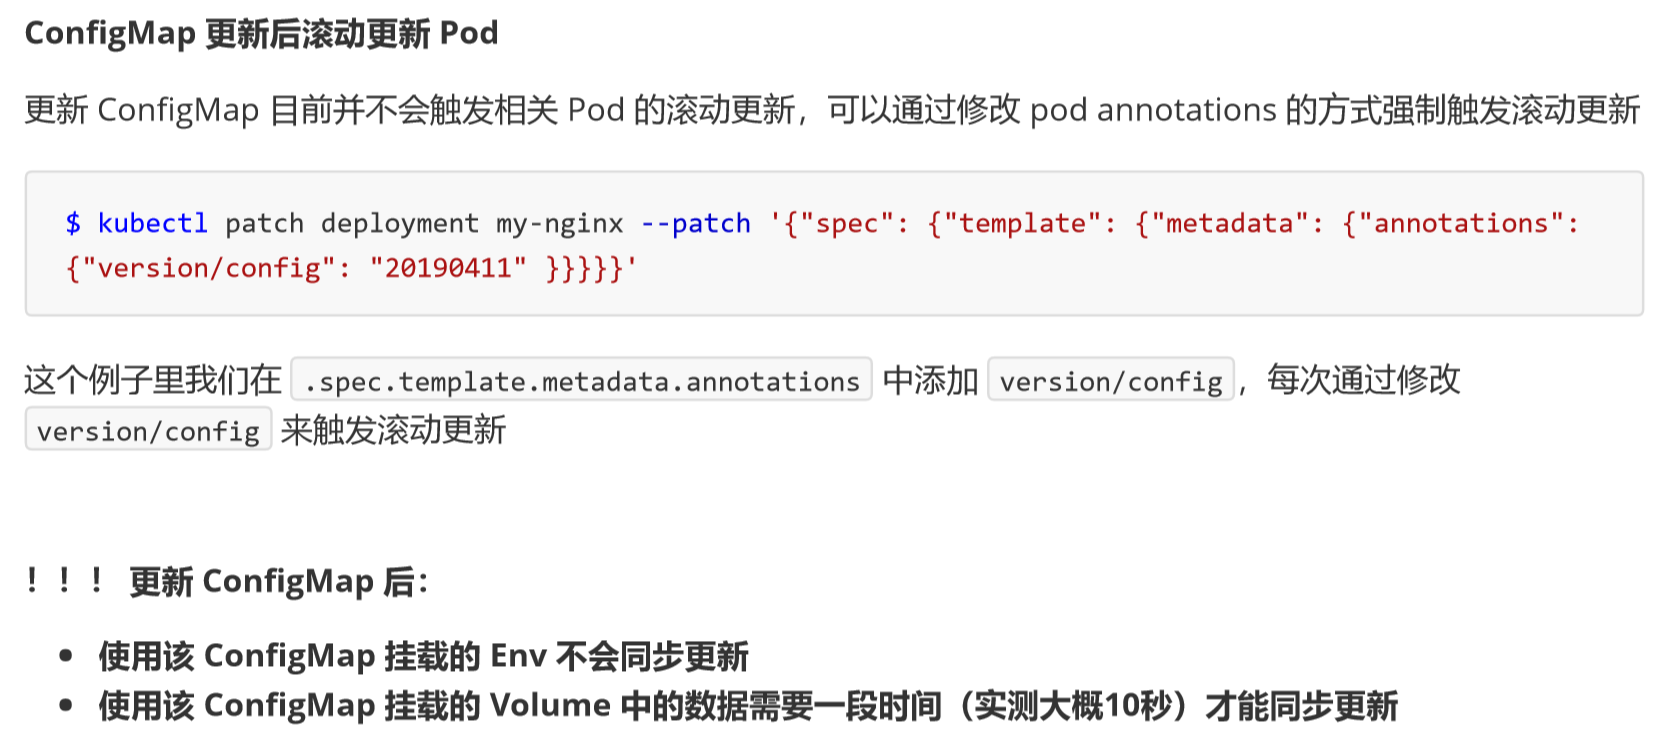 ConfigMap 更新后滚动更新 Pod
更新 ConfigMap 目前并不会触发相关 Pod 的滚动更新，可以通过修改 pod annotations 的方式强制触发滚动更新
$ kubectl patch deployment my-nginx --patch '{"spec": {"template": {"metadata": {"annotations":
{"version/config": "20190411" }}}}}'
这个例子里我们在 .spec.template.metadata.annotations 中添加 version/config，每次通过修改
version/config 来触发滚动更新
！！！ 更新 ConfigMap 后：
• 使用该 ConfigMap 挂载的 Env 不会同步更新
• 使用该 ConfigMap 挂载的 Volume 中的数据需要一段时间（实测大概10秒）才能同步更新